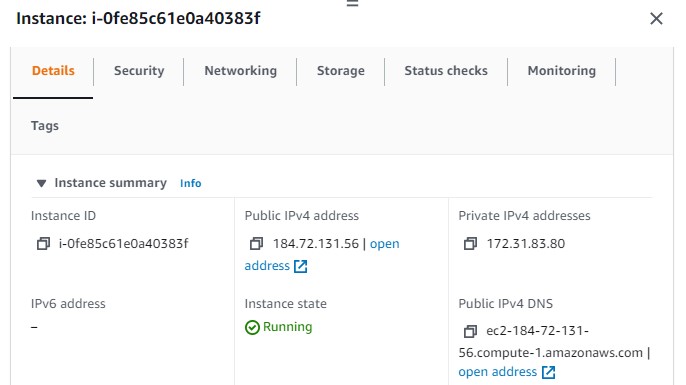 Instance: i-0fe85c61e0a40383f
Details
Security
Networking
Storage
Status checks
Monitoring
Tags
Instance summary Info
Instance ID
i-0fe85c61e0a40383f
Public IPv4 address
184.72.131.56 | open
address
Private IPv4 addresses
172.31.83.80
IPv6 address
–
Instance state
Running
Public IPv4 DNS
ec2-184-72-131-
56.compute-1.amazonaws.com |
open address